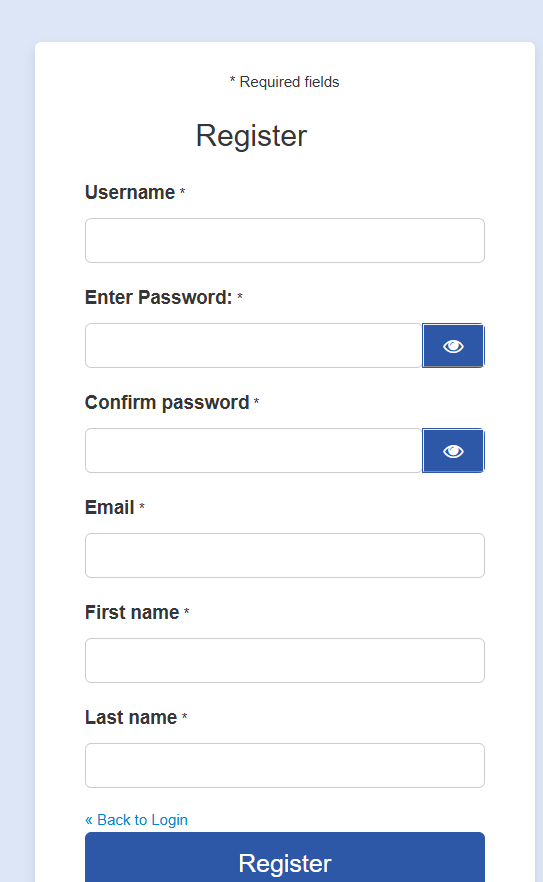 * Required fields
Register
Username *
Enter Password: *
Confirm password *
Email *
First name *
Last name *
« Back to Login
Register